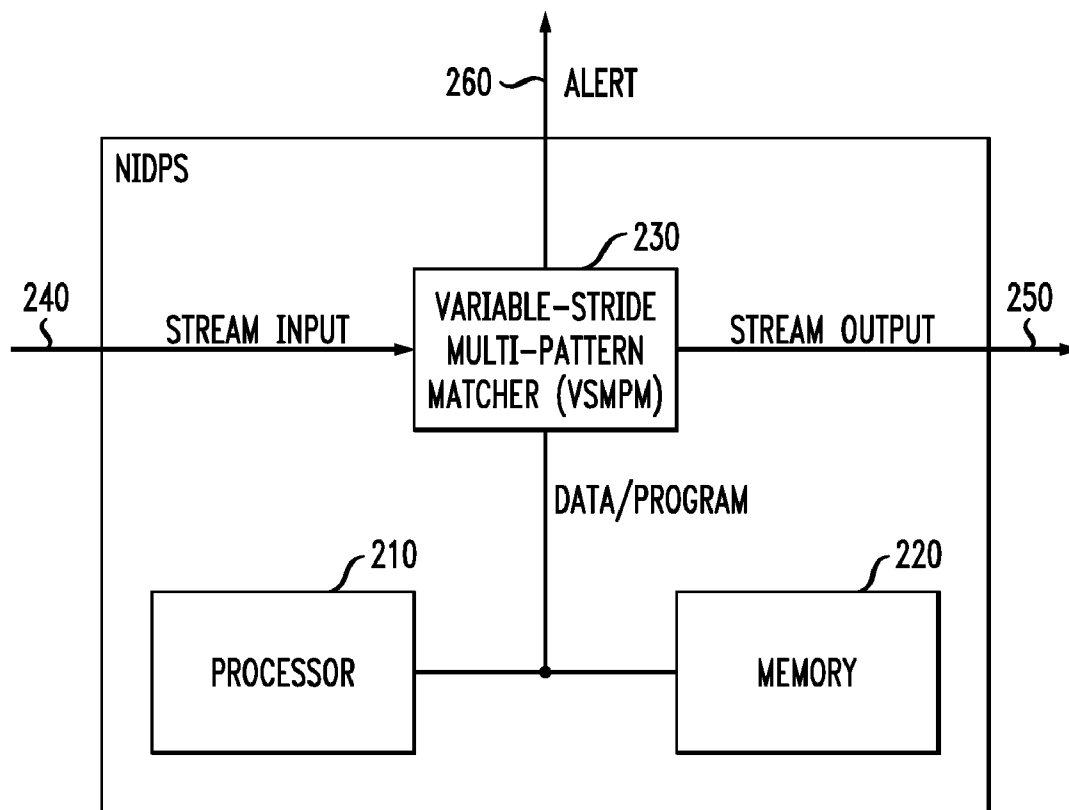 260
ALERT
NIDPS
230
240
STREAM INPUT
VARIABLE-STRIDE
MULTI-PATTERN
MATCHER (VSMPM)
STREAM OUTPUT
250
DATA/PROGRAM
210
220
PROCESSOR
MEMORY